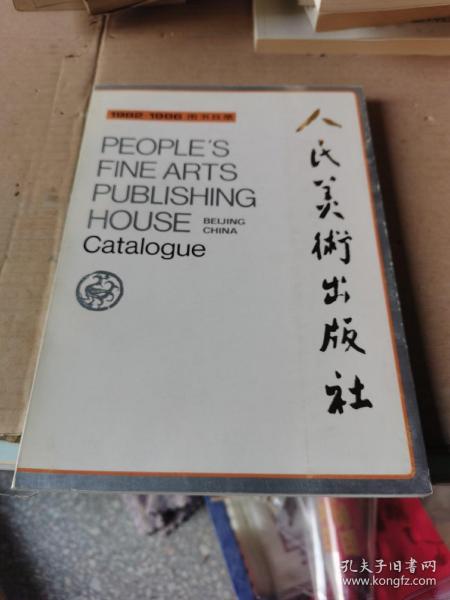 1982-1986 图书目录
PEOPLE'S
FINE ARTS
PUBLISHING
HOUSE BEIJING
CHINA
Catalogue
人民美術出版社
孔夫子旧书网
www.kongfz.com